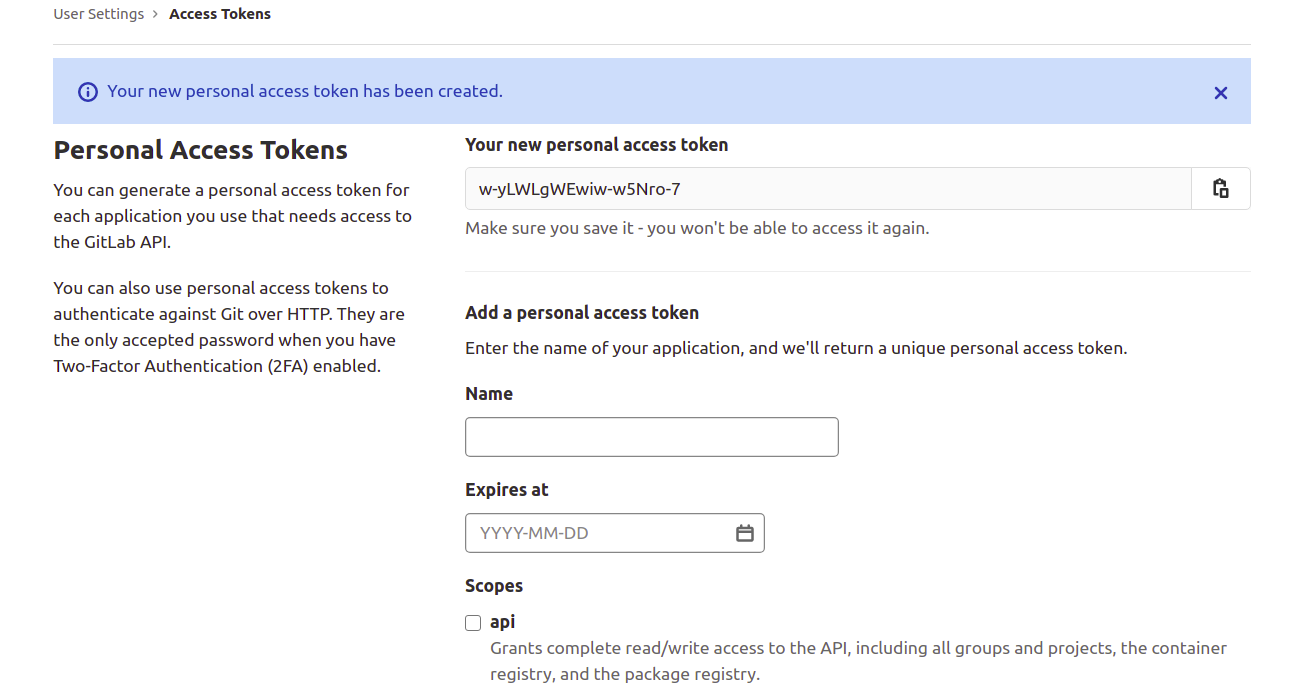 User Settings › Access Tokens
Your new personal access token has been created.
Personal Access Tokens
You can generate a personal access token for
each application you use that needs access to
the GitLab API.
You can also use personal access tokens to
authenticate against Git over HTTP. They are
the only accepted password when you have
Two-Factor Authentication (2FA) enabled.
Your new personal access token
w-yLWLgWEwiw-w5Nro-7
Make sure you save it - you won't be able to access it again.
Add a personal access token
Enter the name of your application, and we'll return a unique personal access token.
Name
Expires at
YYYY-MM-DD
Scopes
api
Grants complete read/write access to the API, including all groups and projects, the container
registry, and the package registry.